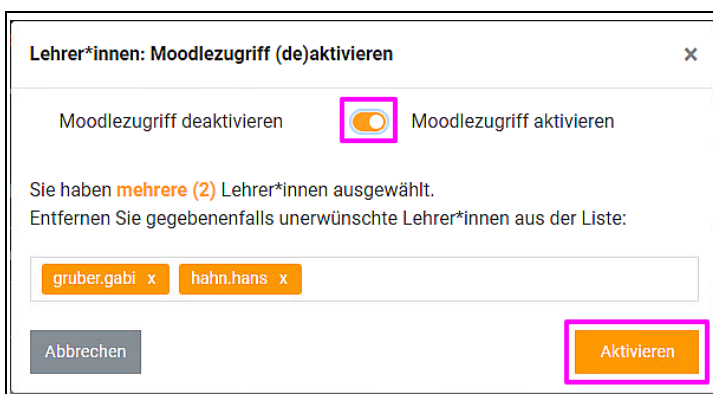 Lehrer*innen: Moodlezugriff (de)aktivieren ×
Moodlezugriff deaktivieren Moodlezugriff aktivieren
Sie haben mehrere (2) Lehrer*innen ausgewählt.
Entfernen Sie gegebenenfalls unerwünschte Lehrer*innen aus der Liste:
gruber.gabi x hahn.hans x
Abbrechen Aktivieren